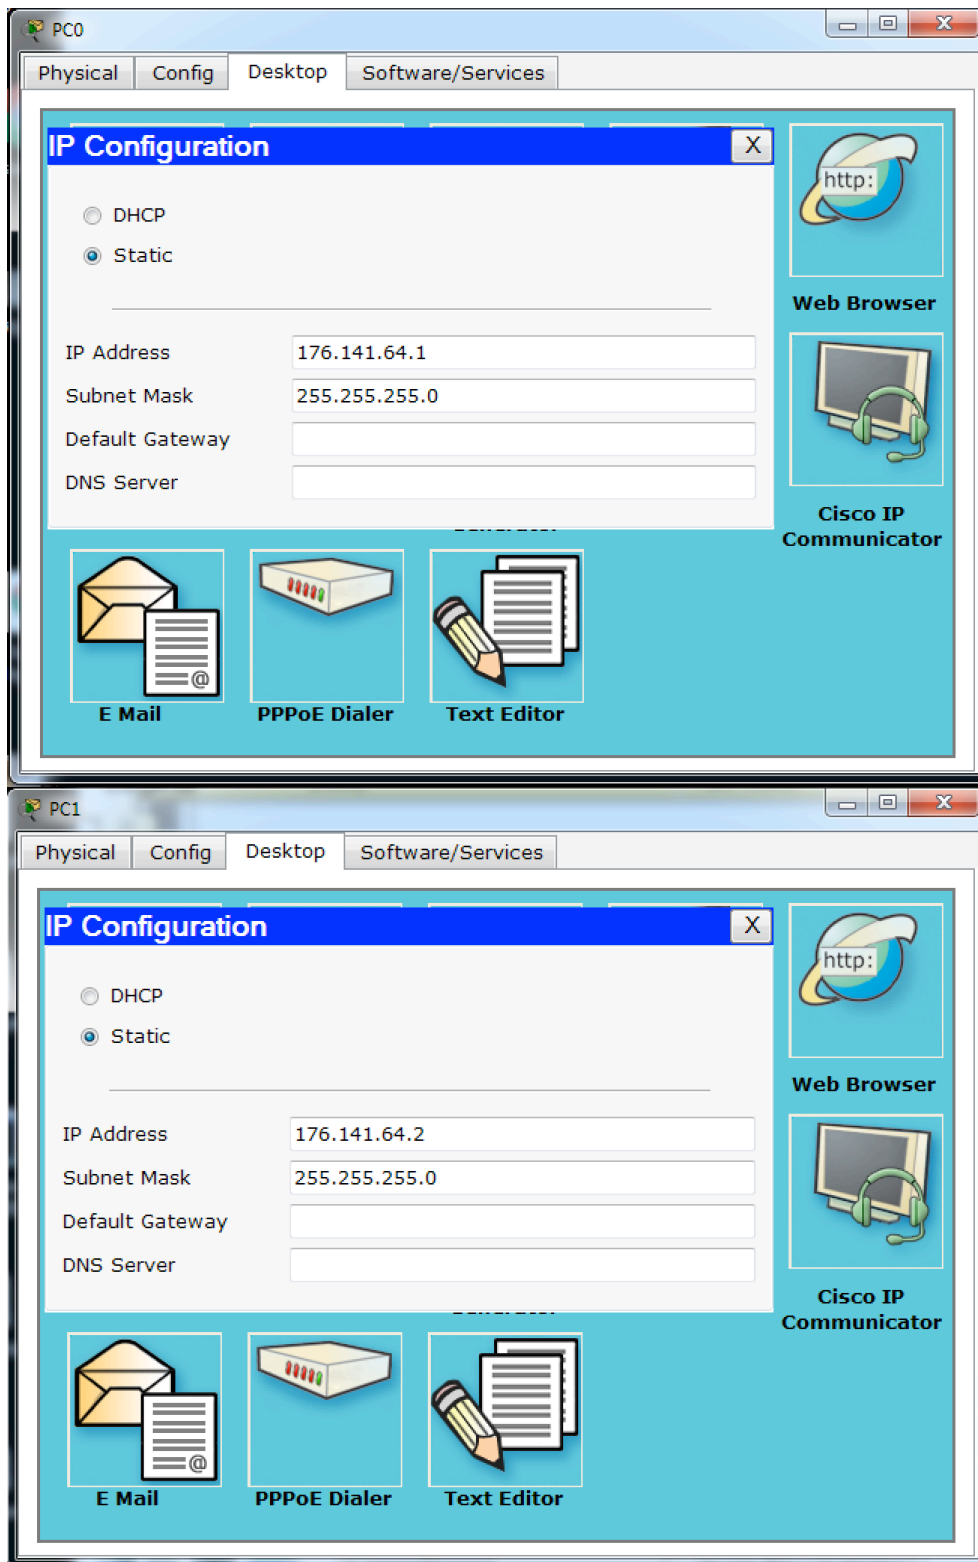 PC0
Physical Config Desktop Software/Services
IP Configuration X
http:
DHCP
Static
Web Browser
IP Address 176.141.64.1
Subnet Mask 255.255.255.0
Default Gateway
DNS Server
Cisco IP
Communicator
@
E Mail PPPoE Dialer Text Editor
PC1
Physical Config Desktop Software/Services
IP Configuration X
http:
DHCP
Static
Web Browser
IP Address 176.141.64.2
Subnet Mask 255.255.255.0
Default Gateway
DNS Server
Cisco IP
Communicator
@
E Mail PPPoE Dialer Text Editor